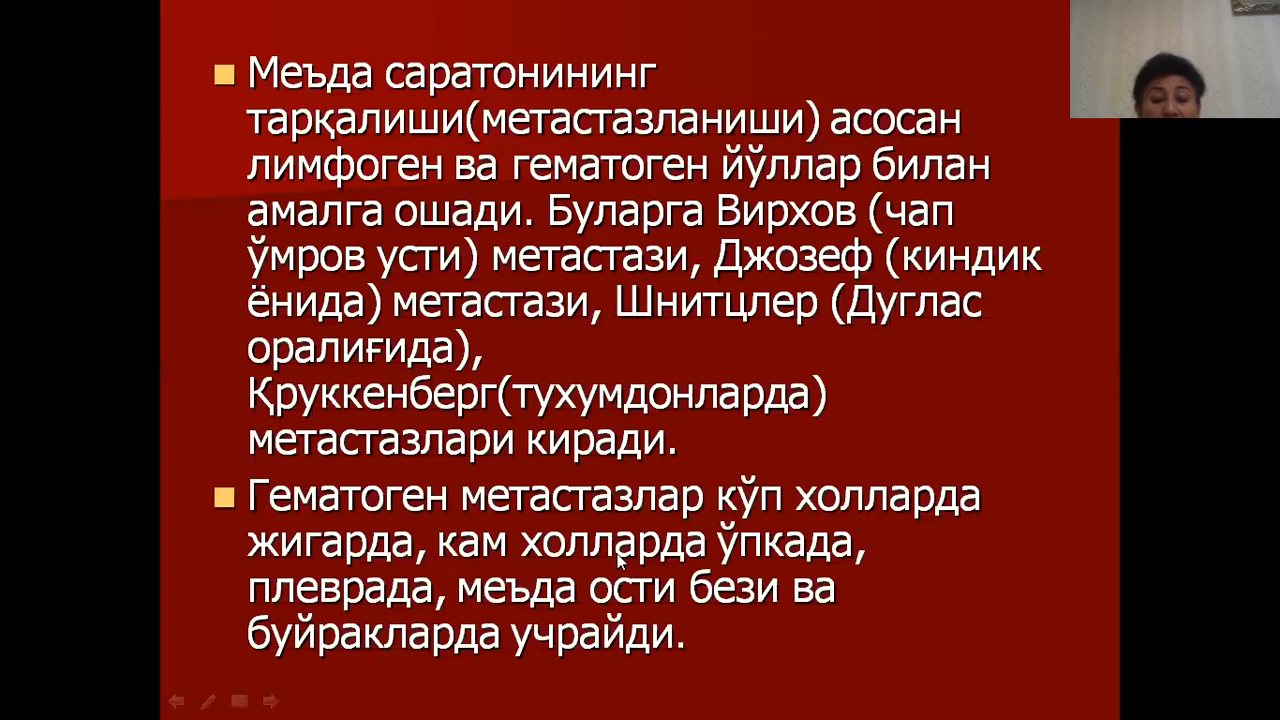 Меъда саратонининг
тарқалиши(метастазланиши) асосан
лимфоген ва гематоген йўллар билан
амалга ошади. Буларга Вирхов (чап
ўмров усти) метастази, Джозеф (киндик
ёнида) метастази, Шнитцлер (Дуглас
оралиғида),
Қруккенберг(тухумдонларда)
метастазлари киради.
Гематоген метастазлар кўп холларда
жигарда, кам холларда ўпкада,
плеврада, меъда ости бези ва
буйракларда учрайди.